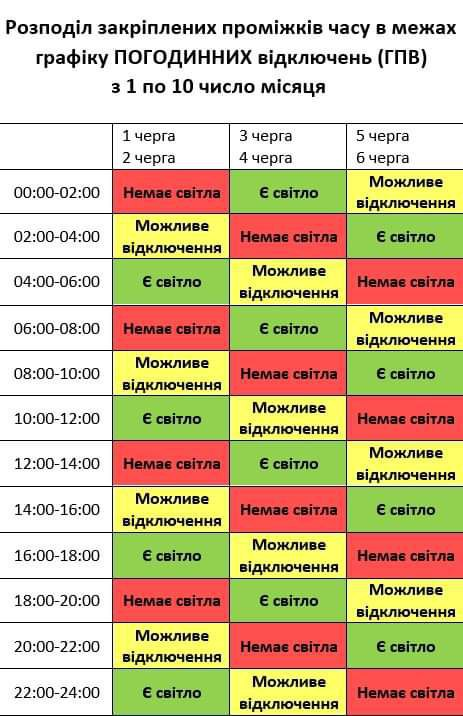 Розподіл закріплених проміжків часу в межах
графіку ПОГОДИННИХ відключень (ГПВ)
з 1 по 10 число місяця
1 черга 3 черга 5 черга
2 черга 4 черга 6 черга
00:00-02:00 Немає світла Є світло Можливе
відключення
02:00-04:00 Можливе
відключення Немає світла Є світло
04:00-06:00 Є світло Можливе
відключення Немає світла
06:00-08:00 Немає світла Є світло Можливе
відключення
08:00-10:00 Можливе
відключення Немає світла Є світло
10:00-12:00 Є світло Можливе
відключення Немає світла
12:00-14:00 Немає світла Є світло Можливе
відключення
14:00-16:00 Можливе
відключення Немає світла Є світло
16:00-18:00 Є світло Можливе
відключення Немає світла
18:00-20:00 Немає світла Є світло Можливе
відключення
20:00-22:00 Можливе
відключення Немає світла Є світло
22:00-24:00 Є світло Можливе
відключення Немає світла